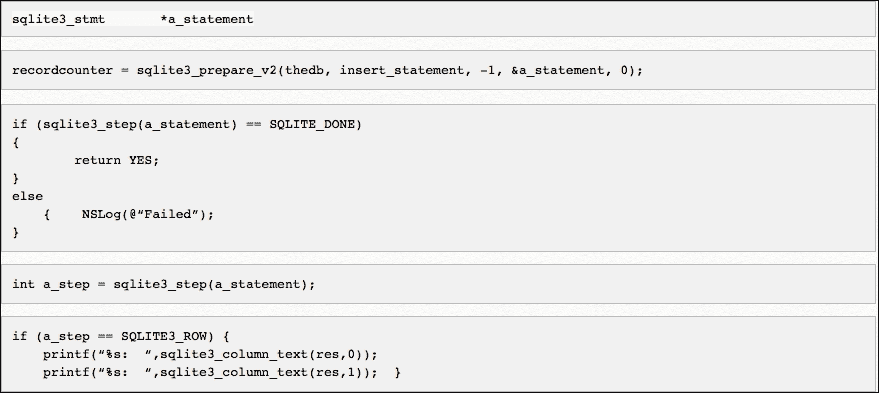 sqlite3_stmt       *a_statement
recordcounter = sqlite3_prepare_v2(thedb, insert_statement, -1, &a_statement, 0);
if (sqlite3_step(a_statement) == SQLITE_DONE)
{
        return YES;
}
else
    {    NSLog(@“Failed”);
}
int a_step = sqlite3_step(a_statement);
if (a_step == SQLITE3_ROW) {
    printf(“%s:  “,sqlite3_column_text(res,0));
    printf(“%s:  “,sqlite3_column_text(res,1));  }